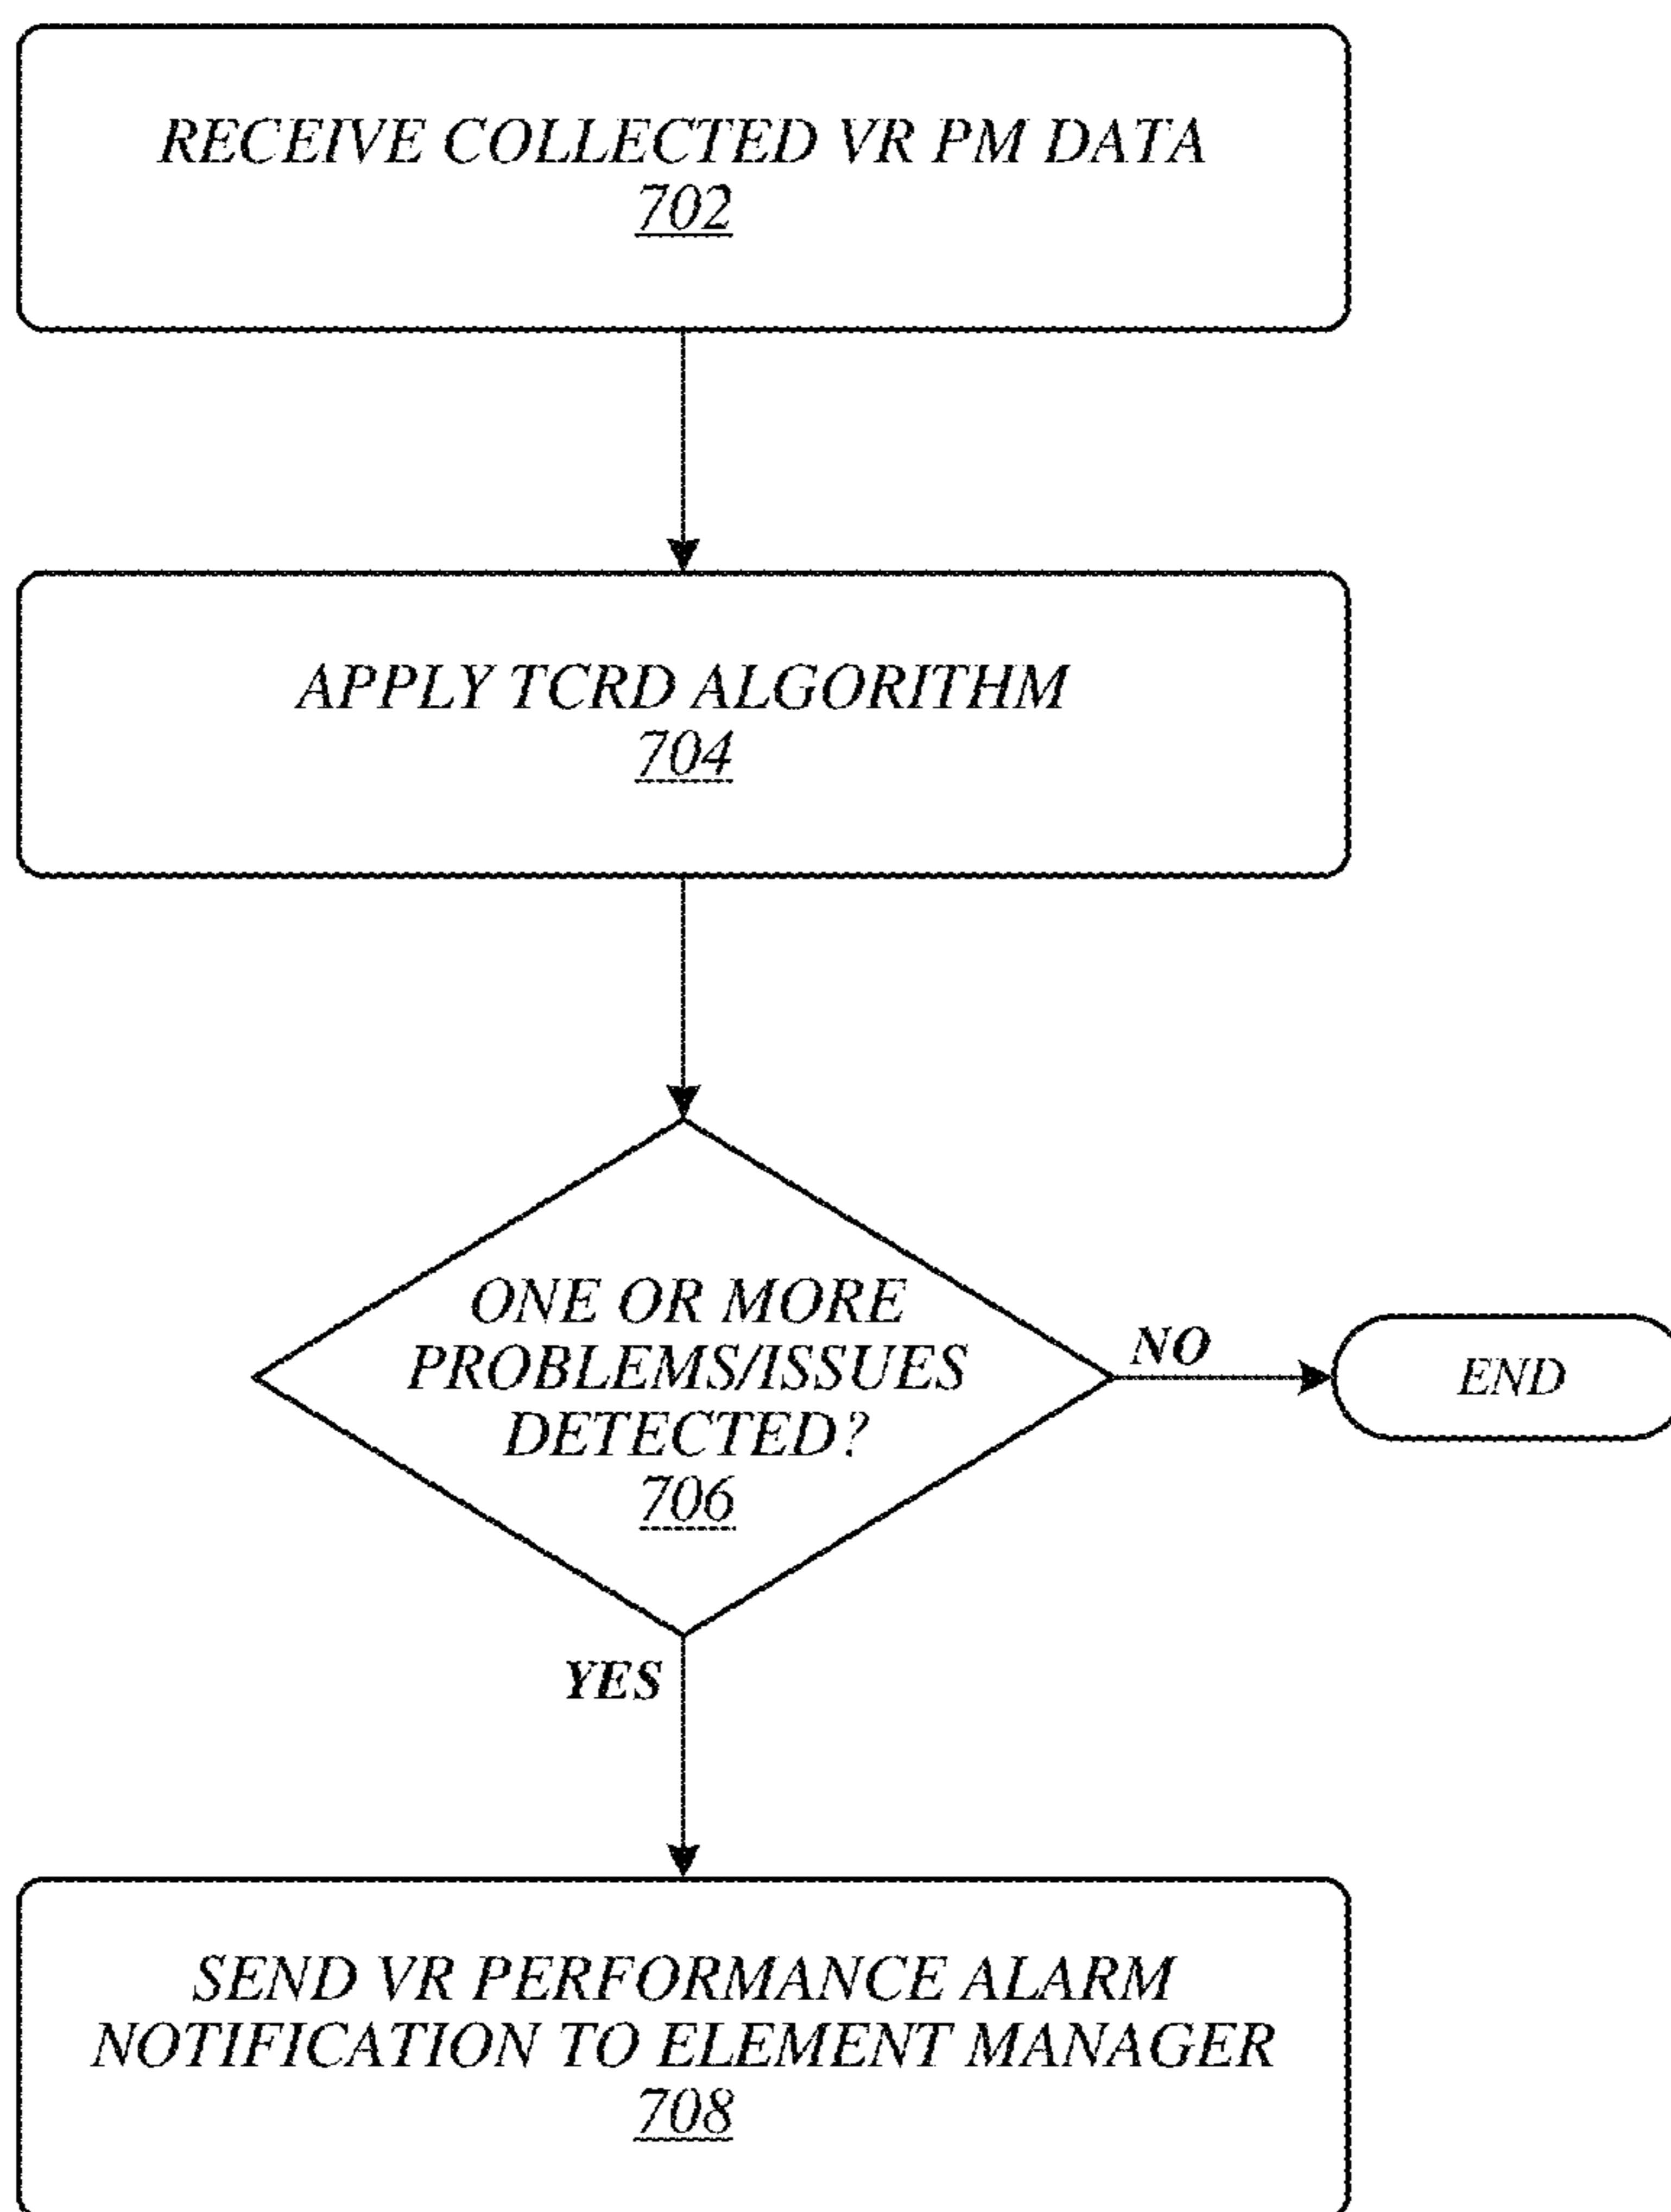 RECEIVE COLLECTED VR PM DATA
702
APPLY TCRD ALGORITHM
704
ONE OR MORE
PROBLEMS/ISSUES
DETECTED?
706
NO
END
YES
SEND VR PERFORMANCE ALARM
NOTIFICATION TO ELEMENT MANAGER
708